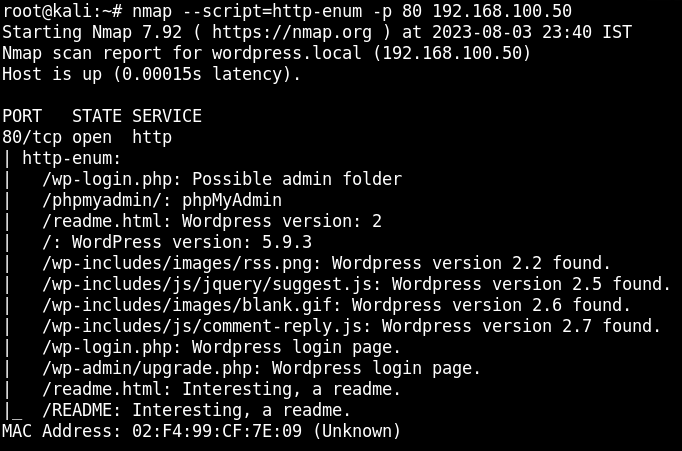 root@kali:~# nmap --script=http-enum -p 80 192.168.100.50
Starting Nmap 7.92 ( https://nmap.org ) at 2023-08-03 23:40 IST
Nmap scan report for wordpress.local (192.168.100.50)
Host is up (0.00015s latency).

PORT   STATE SERVICE
80/tcp open  http
| http-enum:
|   /wp-login.php: Possible admin folder
|   /phpmyadmin/: phpMyAdmin
|   /readme.html: Wordpress version: 2
|   /: WordPress version: 5.9.3
|   /wp-includes/images/rss.png: Wordpress version 2.2 found.
|   /wp-includes/js/jquery/suggest.js: Wordpress version 2.5 found.
|   /wp-includes/images/blank.gif: Wordpress version 2.6 found.
|   /wp-includes/js/comment-reply.js: Wordpress version 2.7 found.
|   /wp-login.php: Wordpress login page.
|   /wp-admin/upgrade.php: Wordpress login page.
|   /readme.html: Interesting, a readme.
|_  /README: Interesting, a readme.
MAC Address: 02:F4:99:CF:7E:09 (Unknown)